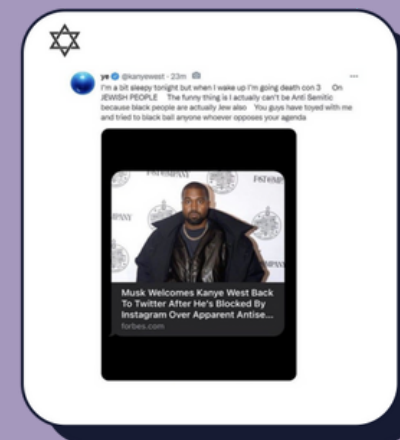 ye @kanyewest · 23m
I'm a bit sleepy tonight but when I wake up I'm going death con 3 On
JEWISH PEOPLE The funny thing is I actually can't be Anti Semitic
because black people are actually Jew also You guys have toyed with me
and tried to black ball anyone whoever opposes your agenda
Musk Welcomes Kanye West Back
To Twitter After He's Blocked By
Instagram Over Apparent Antise...
forbes.com